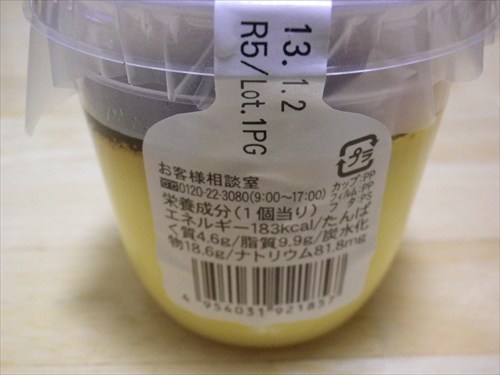 13.1.2
R5/Lot.1PG
プラ
お客様相談室
0120-22-3080(9:00～17:00)
カップ:PP
フィルム:PP
フタ:PS
栄養成分(1個当り)
エネルギー183kcal/たんぱ
く質4.6g/脂質9.9g/炭水化
物18.6g/ナトリウム81.8mg
4 954031 921837